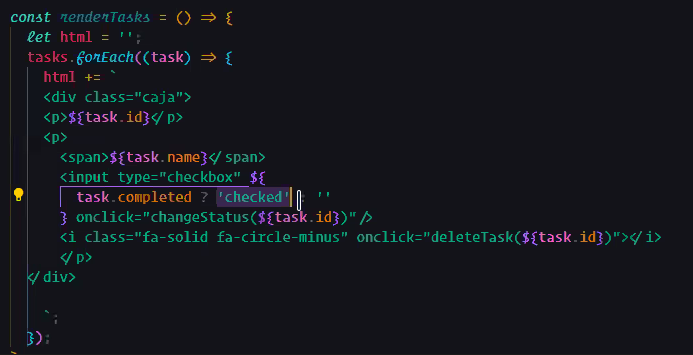 const renderTasks = () => {
let html = '';
tasks.forEach((task) => {
html += `
<div class="caja">
<p>${task.id}</p>
<p>
<span>${task.name}</span>
<input type="checkbox" ${
task.completed ? 'checked' : ''
} onclick="changeStatus(${task.id})"/>
<i class="fa-solid fa-circle-minus" onclick="deleteTask(${task.id})"></i>
</p>
</div>
`;
});